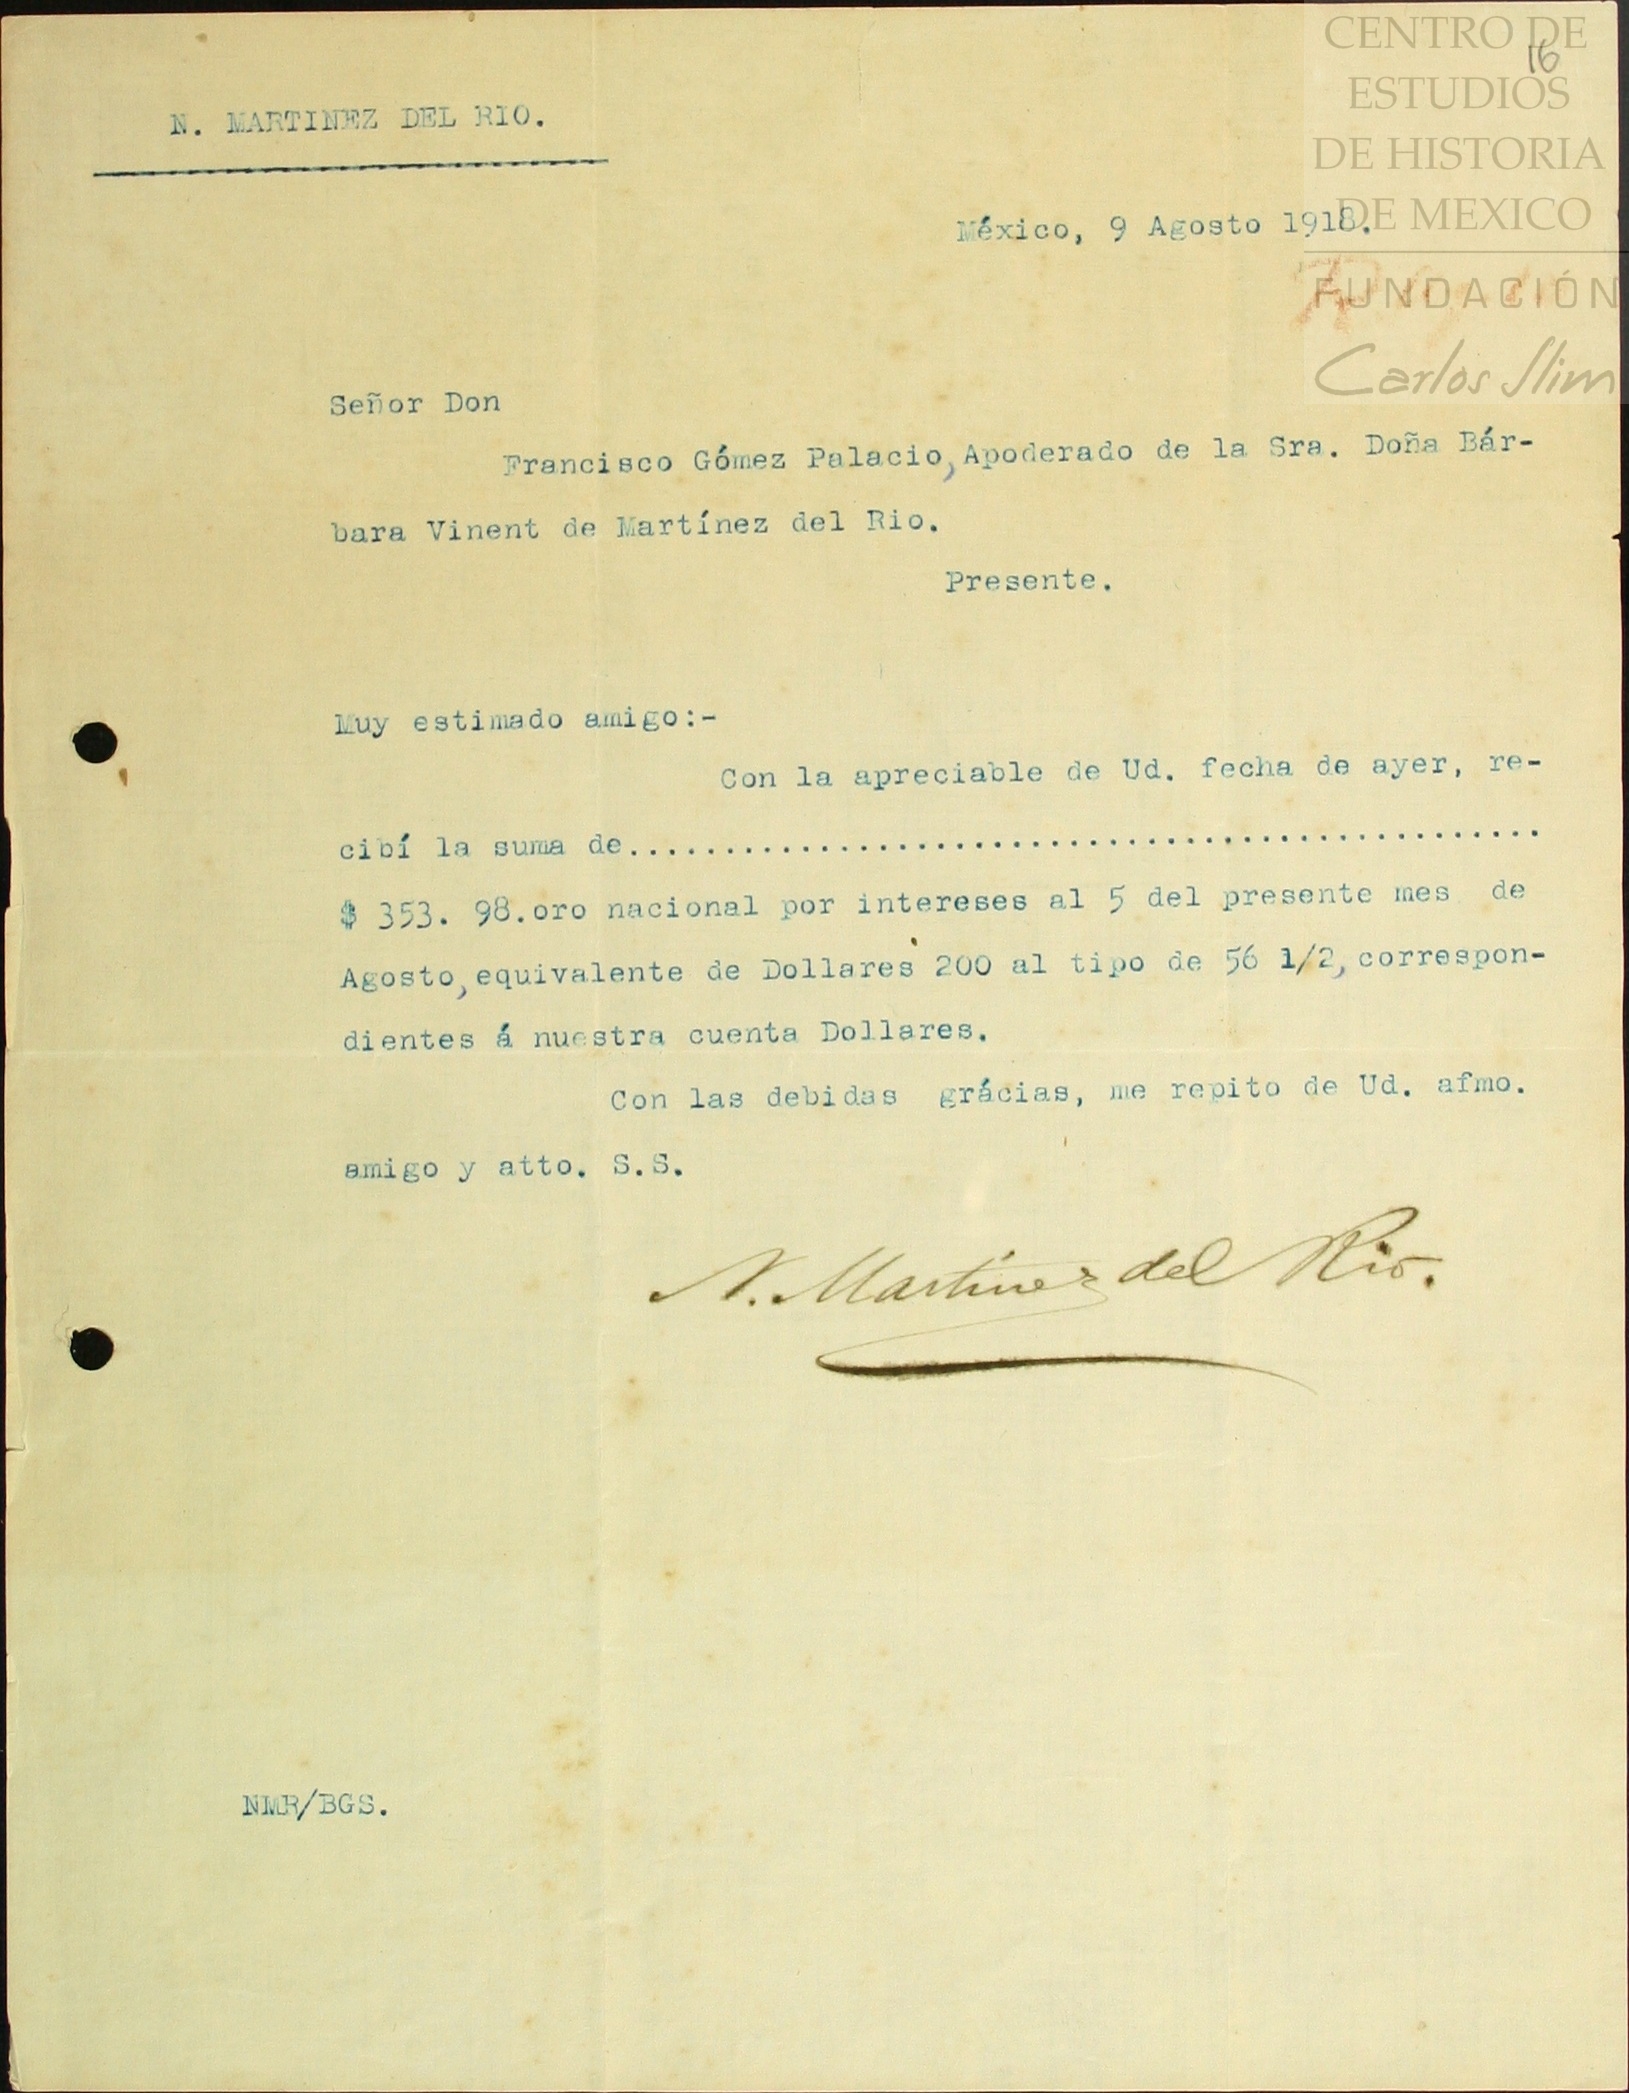 CENTRO DE
16
ESTUDIOS
DE HISTORIA
DE MEXICO
FUNDACIÓN
Carlos Slim
N. MARTINEZ DEL RIO.
México, 9 Agosto 1918.
Señor Don
Francisco Gómez Palacio, Apoderado de la Sra. Doña Bár-
bara Vinent de Martínez del Rio.
Presente.
Muy estimado amigo:-
Con la apreciable de Ud. fecha de ayer, re-
cibí la suma de....................................................
$ 353. 98.oro nacional por intereses al 5 del presente mes de
Agosto, equivalente de Dollares 200 al tipo de 56 1/2, correspon-
dientes á nuestra cuenta Dollares.
Con las debidas grácias, me repito de Ud. afmo.
amigo y atto. S.S.
N. Martinez del Rio.
NMR/BGS.